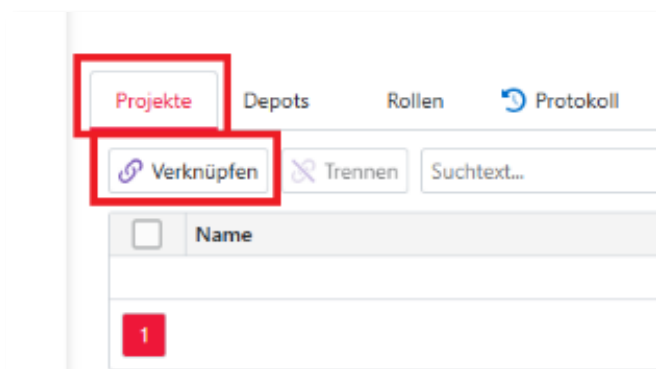 Projekte Depots Rollen Protokoll
Verknüpfen Trennen Suchtext...
Name
1